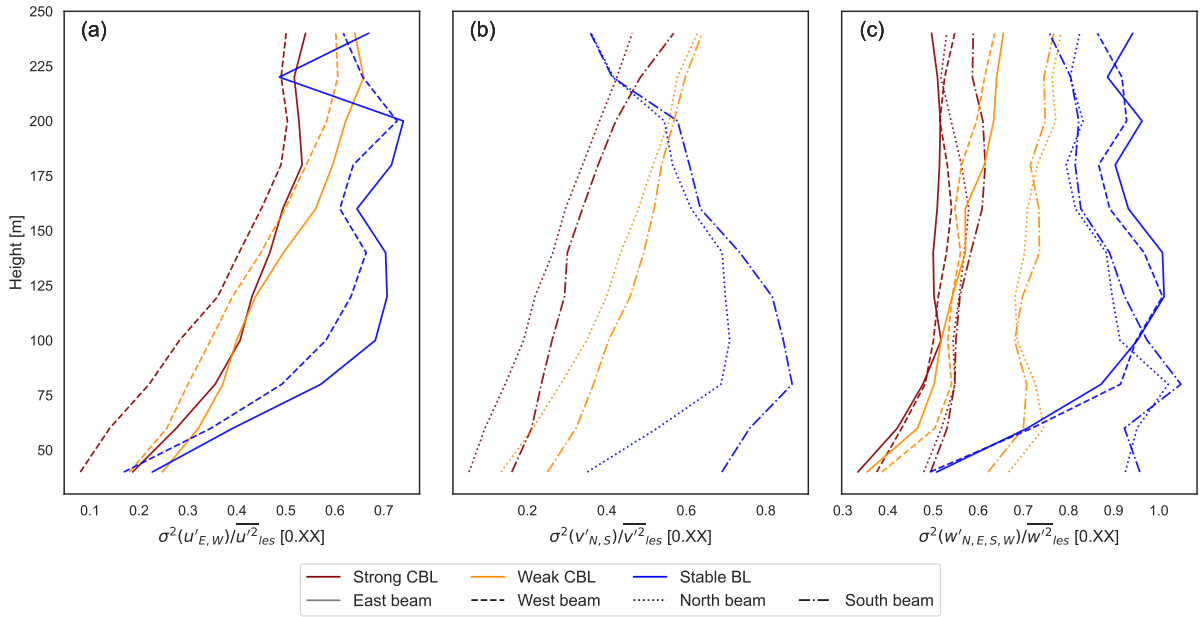 250
225
200
175
150
125
100
75
50
Height [m]
(a) (b) (c)
0.1 0.2 0.3 0.4 0.5 0.6 0.7
0.2 0.4 0.6 0.8
0.3 0.4 0.5 0.6 0.7 0.8 0.9 1.0
σ²(u′E,W)/u′²les [0.XX]
σ²(v′N,S)/v′²les [0.XX]
σ²(w′N,E,S,W)/w′²les [0.XX]
Strong CBL Weak CBL Stable BL
East beam West beam North beam South beam